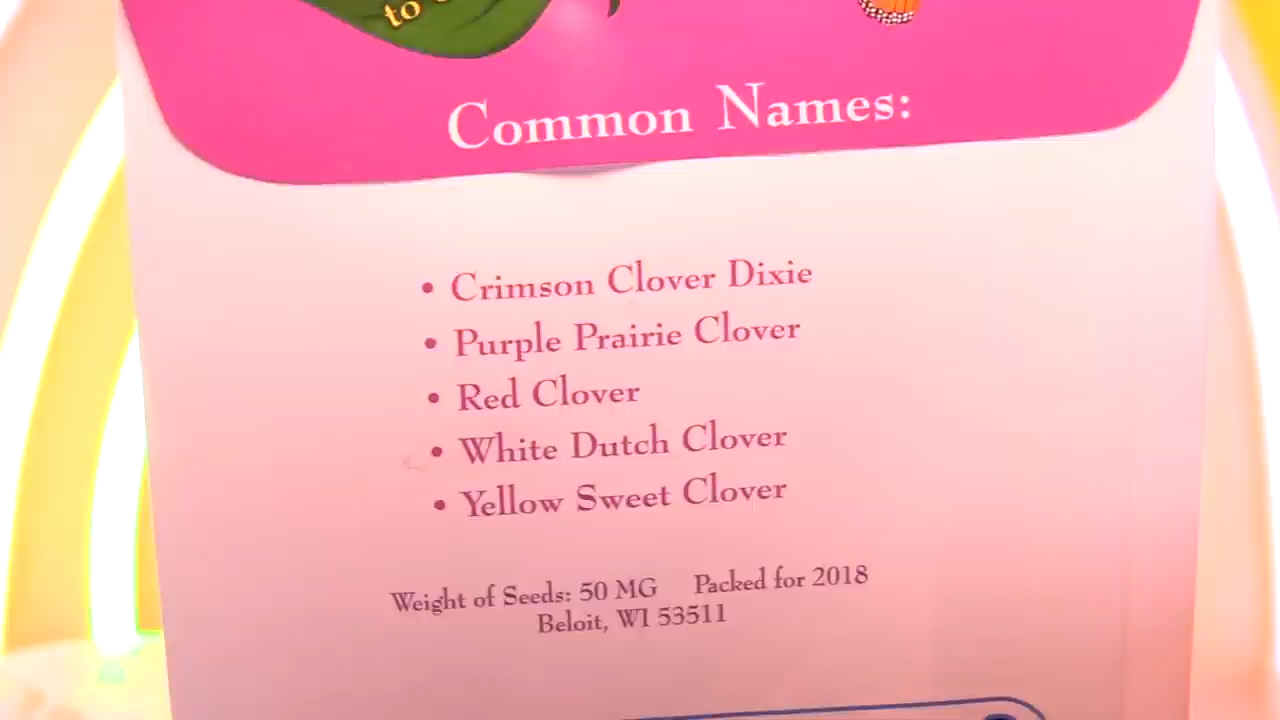 to
Common Names:
• Crimson Clover Dixie
• Purple Prairie Clover
• Red Clover
• White Dutch Clover
• Yellow Sweet Clover
Weight of Seeds: 50 MG Packed for 2018
Beloit, WI 53511